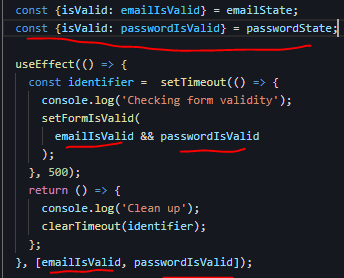 const {isValid: emailIsValid} = emailState;
const {isValid: passwordIsValid} = passwordState;
useEffect(() => {
const identifier = setTimeout(() => {
console.log('Checking form validity');
setFormIsValid(
emailIsValid && passwordIsValid
);
}, 500);
return () => {
console.log('Clean up');
clearTimeout(identifier);
};
}, [emailIsValid, passwordIsValid]);